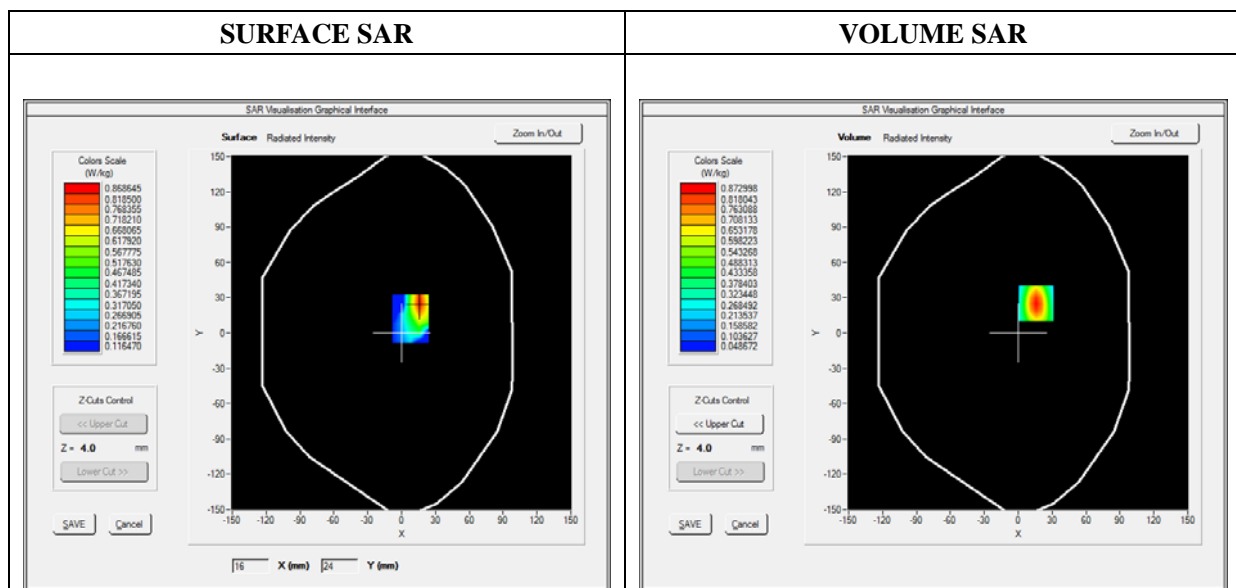 SURFACE SAR
VOLUME SAR
SAR Visualisation Graphical Interface
Surface Radiated Intensity
Zoom In/Out
Colors Scale
(W/kg)
0.868645
0.818500
0.768355
0.718210
0.668065
0.617920
0.567775
0.517630
0.467485
0.417340
0.367195
0.317050
0.266905
0.216760
0.166615
0.116470
Z-Cuts Control
<< Upper Cut
Z = 4.0 mm
Lower Cut >>
SAVE Cancel
150
120
90
60
30
0
-30
-60
-90
-120
-150
Y
-150 -120 -90 -60 -30 0 30 60 90 120 150
X
16 X (mm) 24 Y (mm)
SAR Visualisation Graphical Interface
Volume Radiated Intensity
Zoom In/Out
Colors Scale
(W/kg)
0.872998
0.818043
0.763088
0.708133
0.653178
0.598223
0.543268
0.488313
0.433358
0.378403
0.323448
0.268492
0.213537
0.158582
0.103627
0.048672
Z-Cuts Control
<< Upper Cut
Z = 4.0 mm
Lower Cut >>
SAVE Cancel
150
120
90
60
30
0
-30
-60
-90
-120
-150
Y
-150 -120 -90 -60 -30 0 30 60 90 120 150
X